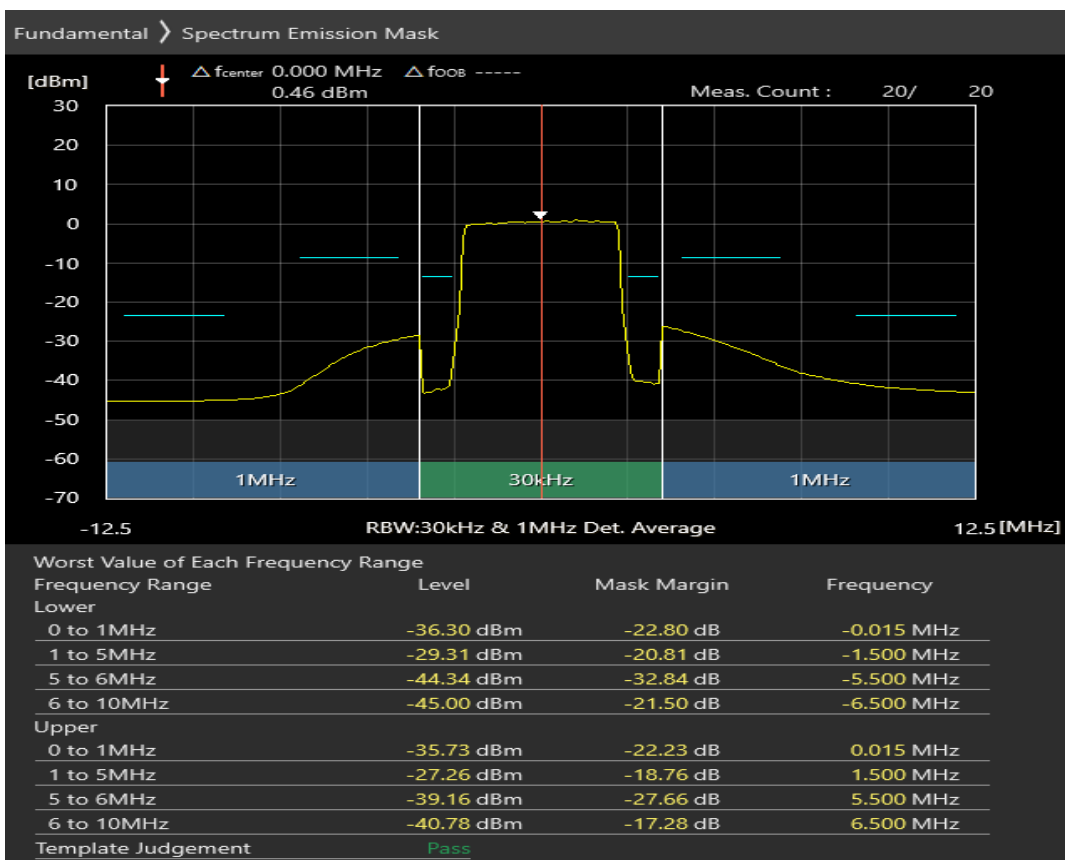 Fundamental ❯ Spectrum Emission Mask
[dBm] △ fcenter 0.000 MHz △ fOOB -----
0.46 dBm Meas. Count : 20/ 20
30
20
10
0
-10
-20
-30
-40
-50
-60
1MHz 30kHz 1MHz
-70
-12.5 RBW:30kHz & 1MHz Det. Average 12.5 [MHz]
Worst Value of Each Frequency Range
Frequency Range Level Mask Margin Frequency
Lower
0 to 1MHz -36.30 dBm -22.80 dB -0.015 MHz
1 to 5MHz -29.31 dBm -20.81 dB -1.500 MHz
5 to 6MHz -44.34 dBm -32.84 dB -5.500 MHz
6 to 10MHz -45.00 dBm -21.50 dB -6.500 MHz
Upper
0 to 1MHz -35.73 dBm -22.23 dB 0.015 MHz
1 to 5MHz -27.26 dBm -18.76 dB 1.500 MHz
5 to 6MHz -39.16 dBm -27.66 dB 5.500 MHz
6 to 10MHz -40.78 dBm -17.28 dB 6.500 MHz
Template Judgement Pass